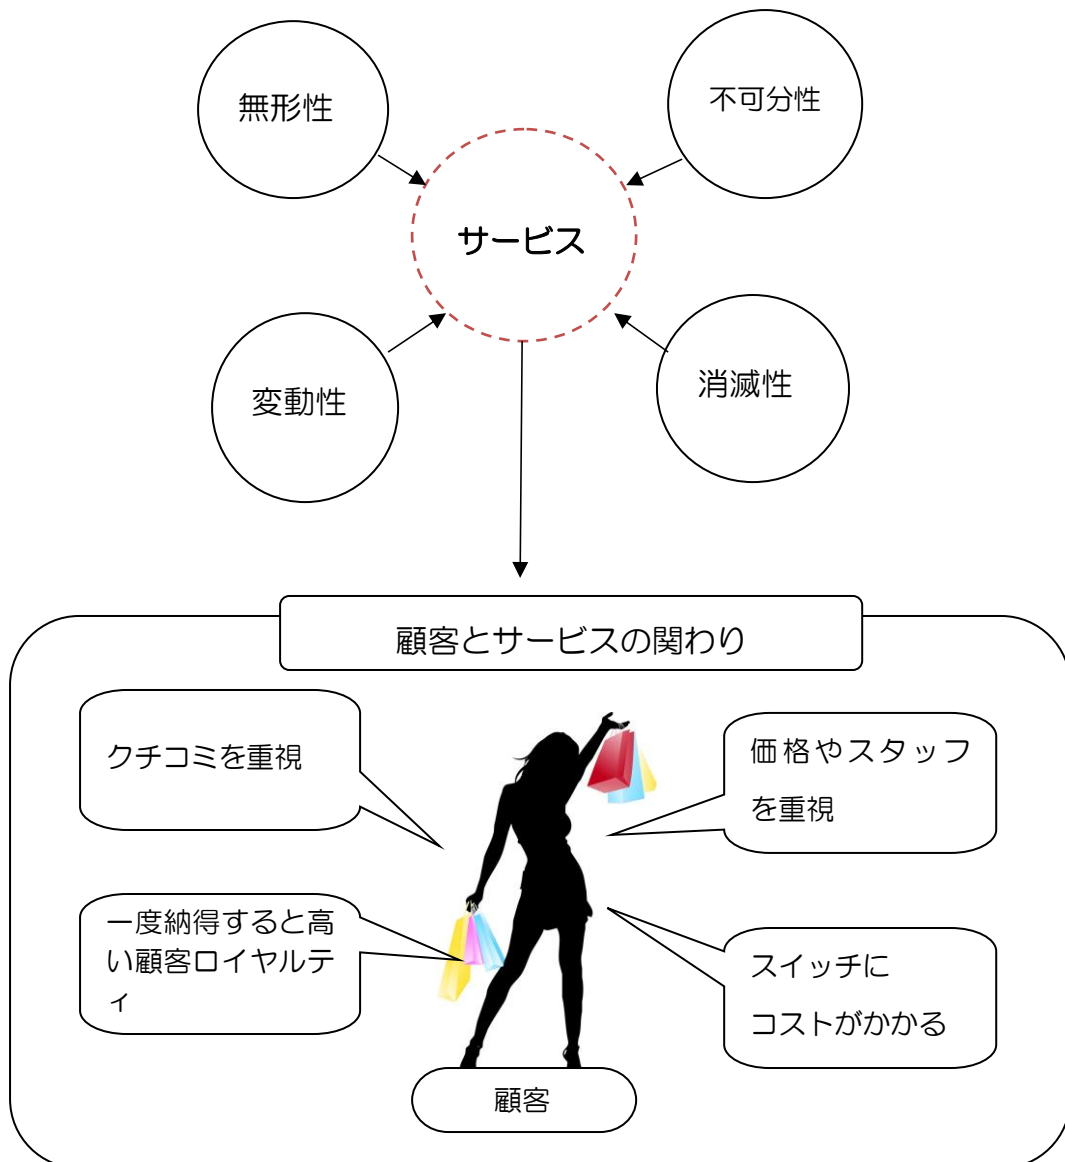 無形性
不可分性
サービス
変動性
消滅性
顧客とサービスの関わり
クチコミを重視
価格やスタッフ
を重視
一度納得すると高
い顧客ロイヤルテ
ィ
スイッチに
コストがかかる
顧客